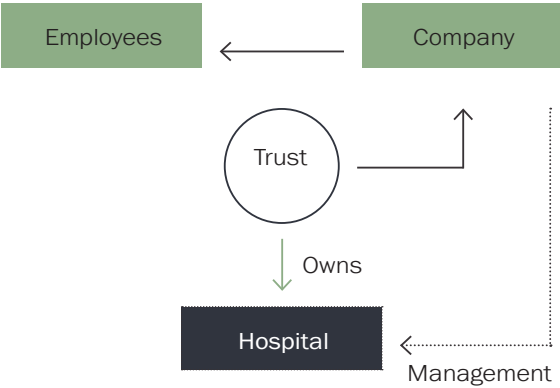 Employees
Company
Trust
Owns
Hospital
Management